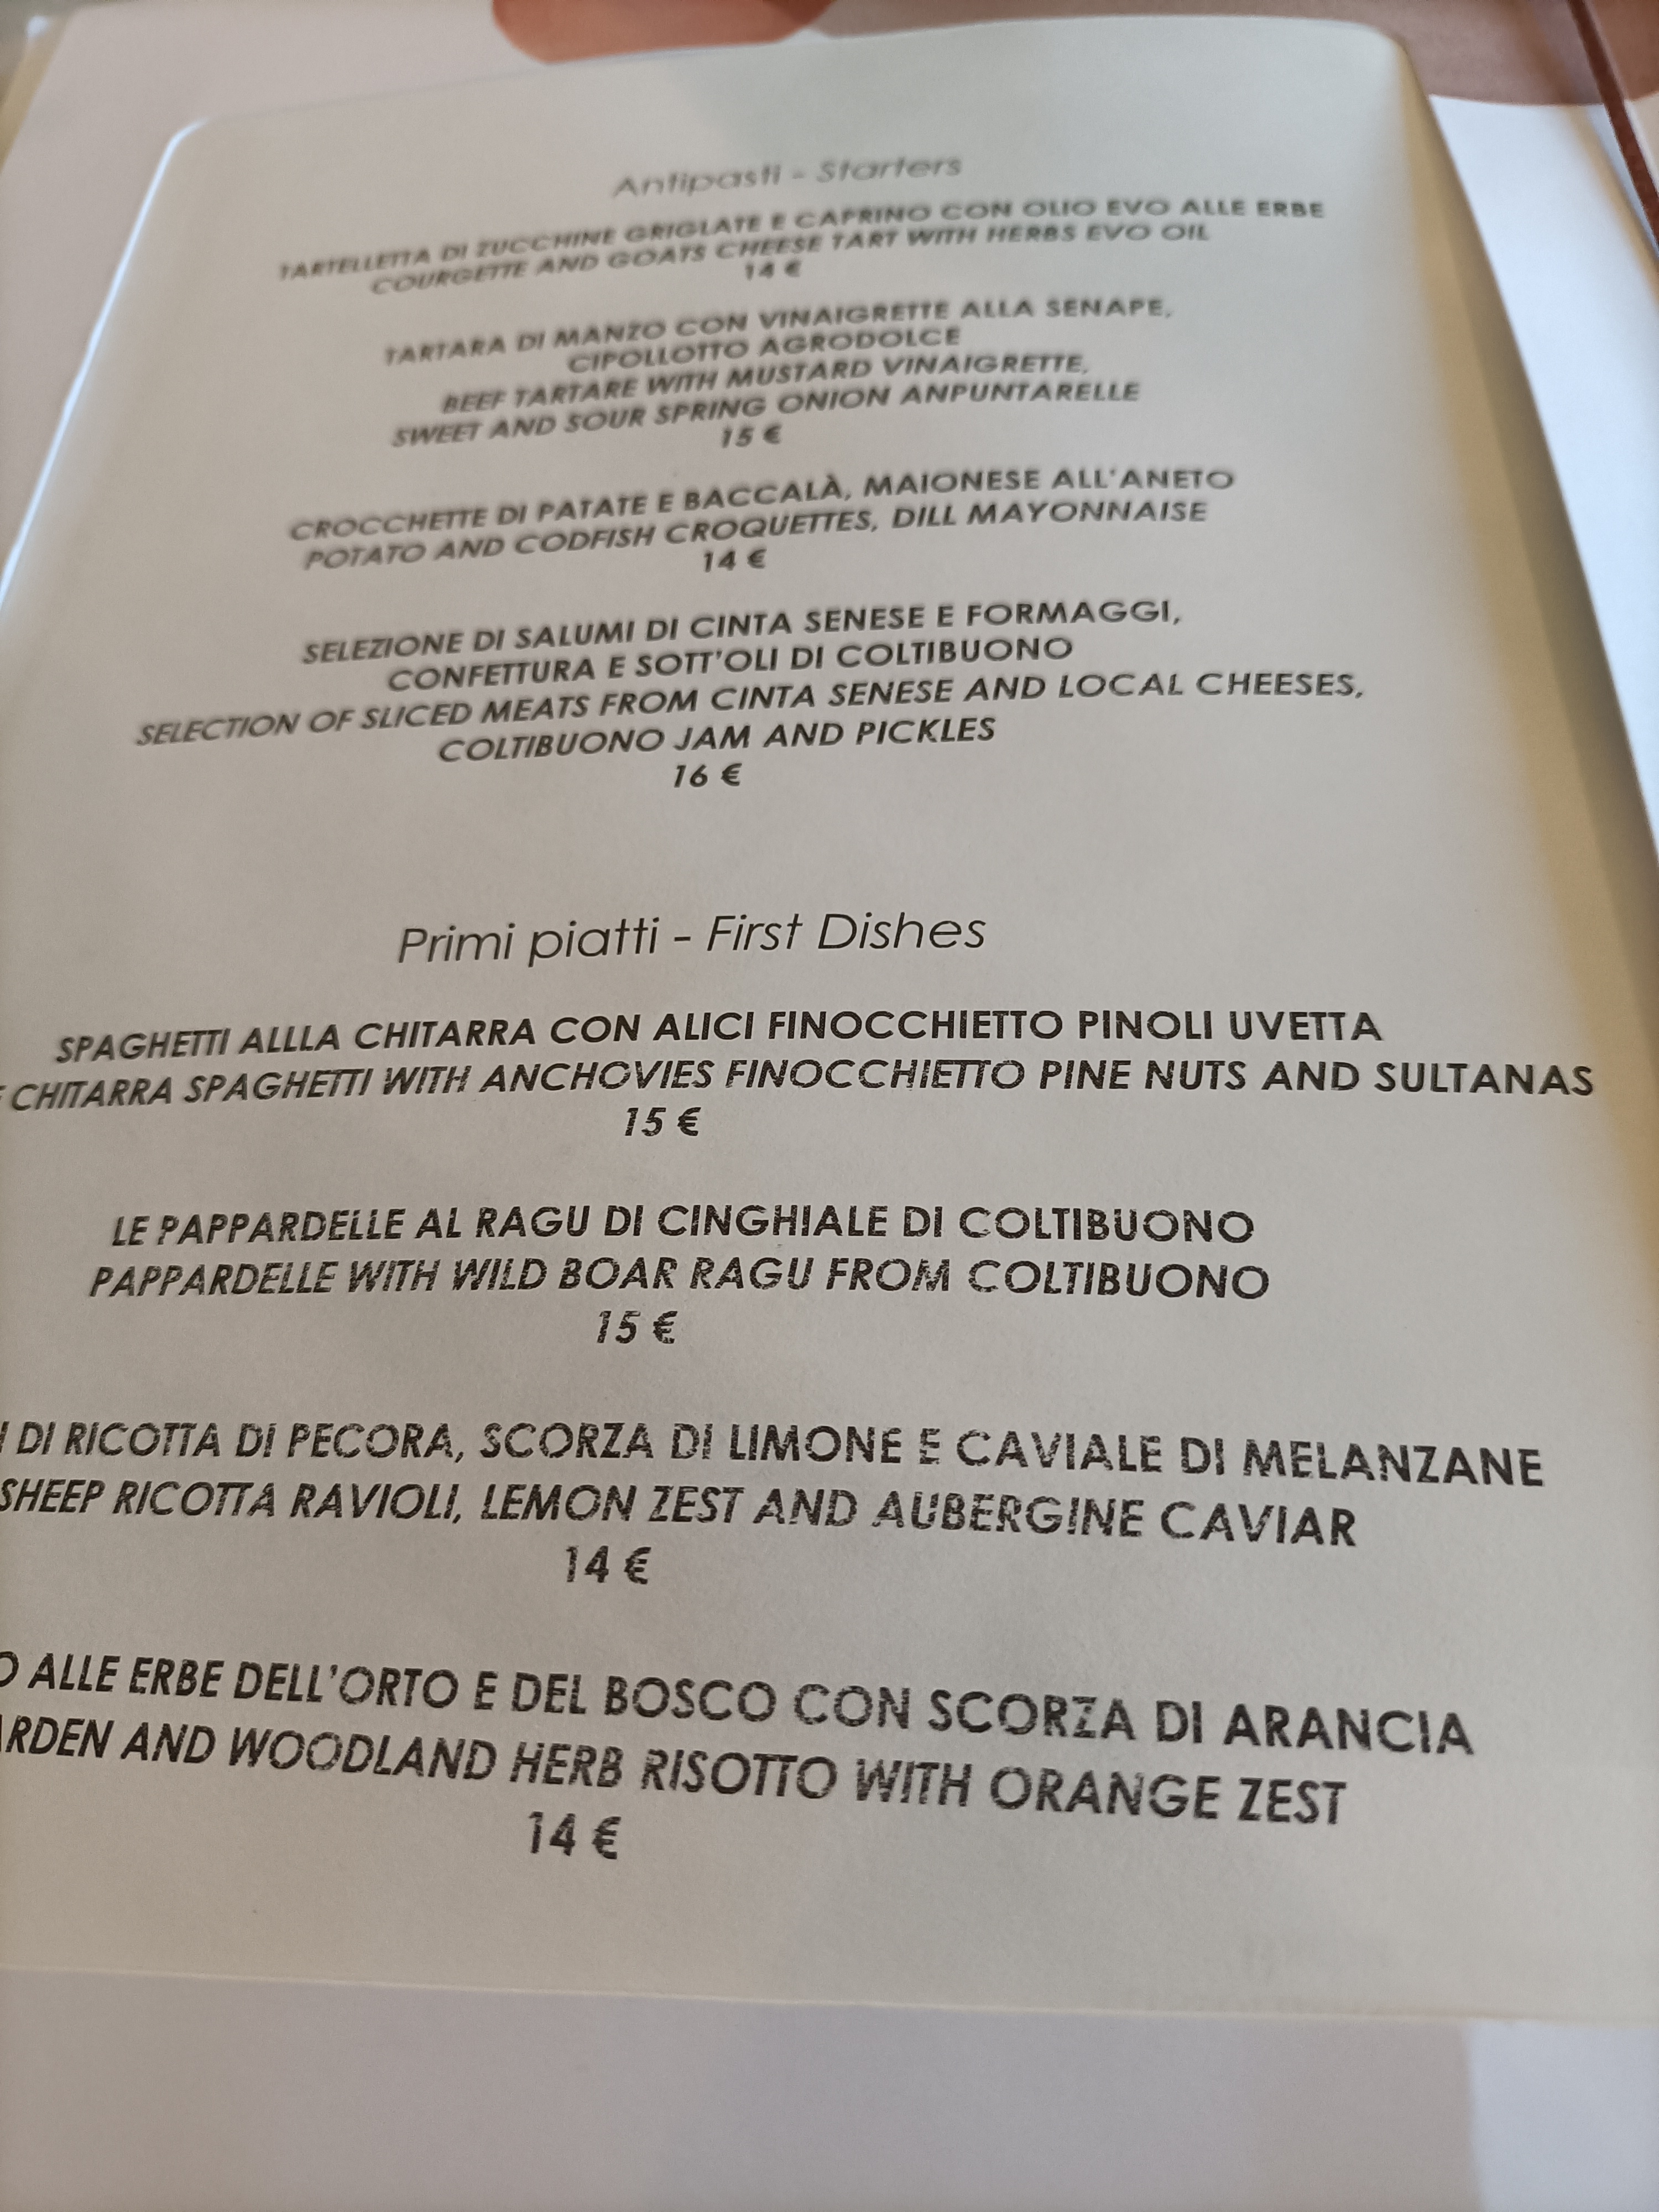 Antipasti - Starters
TARTELLETTA DI ZUCCHINE GRIGLATE E CAPRINO CON OLIO EVO ALLE ERBE
COURGETTE AND GOATS CHEESE TART WITH HERBS EVO OIL
14 €
TARTARA DI MANZO CON VINAIGRETTE ALLA SENAPE,
CIPOLLOTTO AGRODOLCE
BEEF TARTARE WITH MUSTARD VINAIGRETTE,
SWEET AND SOUR SPRING ONION ANPUNTARELLE
15 €
CROCCHETTE DI PATATE E BACCALÀ, MAIONESE ALL'ANETO
POTATO AND CODFISH CROQUETTES, DILL MAYONNAISE
14 €
SELEZIONE DI SALUMI DI CINTA SENESE E FORMAGGI,
CONFETTURA E SOTT'OLI DI COLTIBUONO
SELECTION OF SLICED MEATS FROM CINTA SENESE AND LOCAL CHEESES,
COLTIBUONO JAM AND PICKLES
16 €
Primi piatti - First Dishes
SPAGHETTI ALLLA CHITARRA CON ALICI FINOCCHIETTO PINOLI UVETTA
CHITARRA SPAGHETTI WITH ANCHOVIES FINOCCHIETTO PINE NUTS AND SULTANAS
15 €
LE PAPPARDELLE AL RAGU DI CINGHIALE DI COLTIBUONO
PAPPARDELLE WITH WILD BOAR RAGU FROM COLTIBUONO
15 €
DI RICOTTA DI PECORA, SCORZA DI LIMONE E CAVIALE DI MELANZANE
SHEEP RICOTTA RAVIOLI, LEMON ZEST AND AUBERGINE CAVIAR
14 €
ALLE ERBE DELL'ORTO E DEL BOSCO CON SCORZA DI ARANCIA
ARDEN AND WOODLAND HERB RISOTTO WITH ORANGE ZEST
14 €